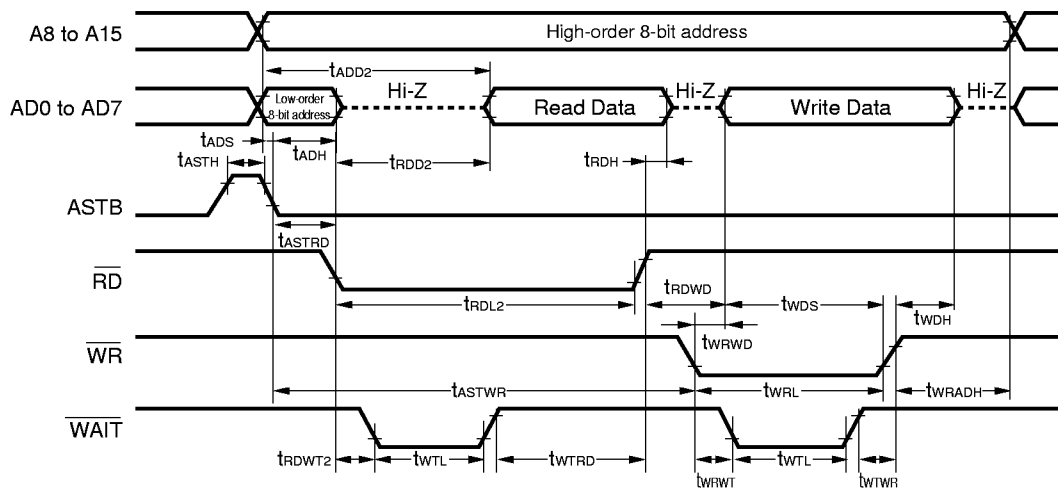 A8 to A15
High-order 8-bit address
tADD2
AD0 to AD7
Low-order
8-bit address
Hi-Z
Read Data
Hi-Z
Write Data
Hi-Z
tADS
tADH
tASTH
tRDD2
tRDH
ASTB
tASTRD
RD
tRDL2
tRDWD
tWDS
tWDH
tWRWD
WR
tASTWR
tWRL
tWRADH
WAIT
tRDWT2
tWTL
tWTRD
tWRWT
tWTL
tWTWR